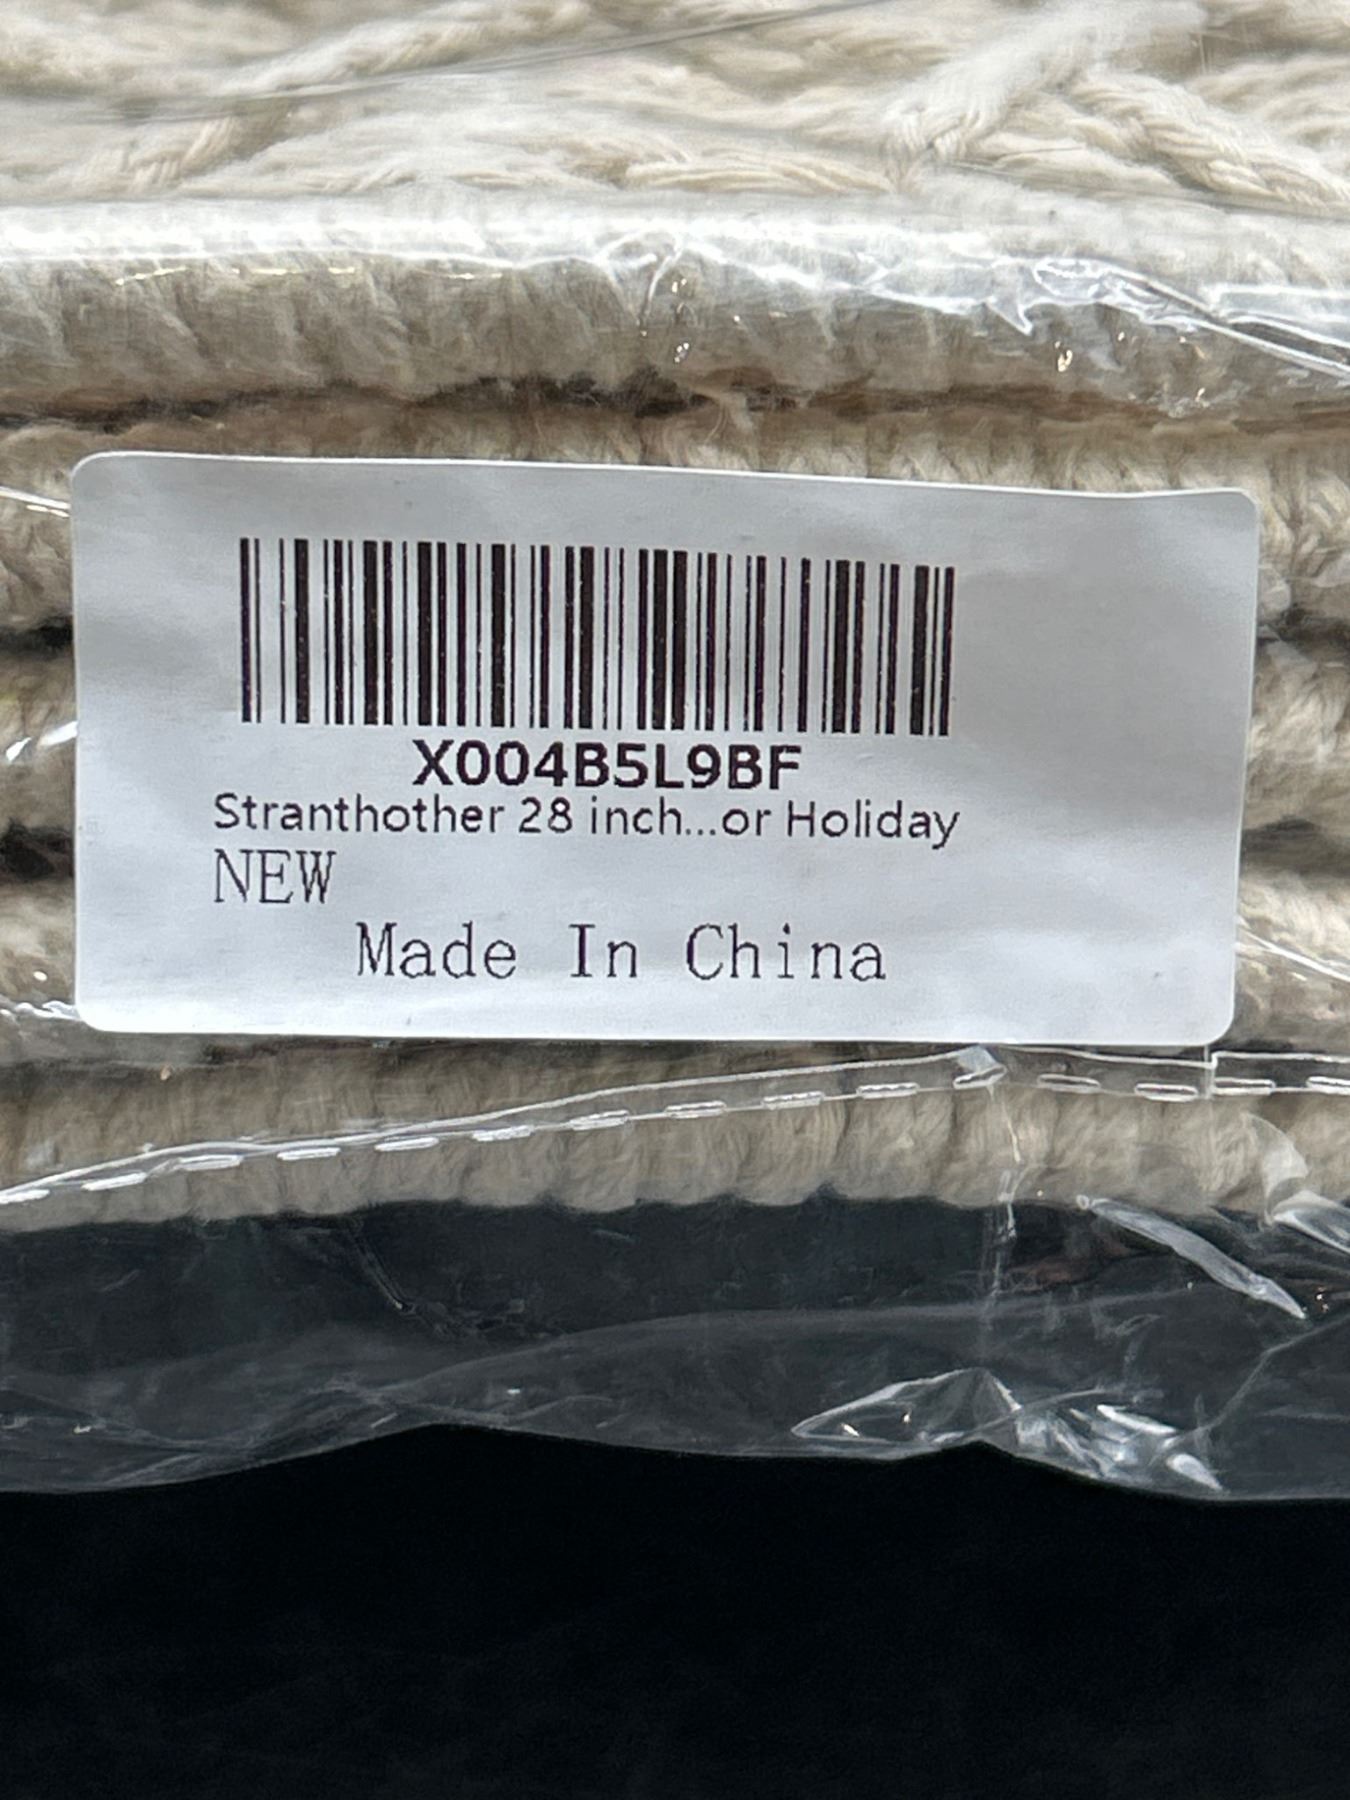 X004B5L9BF
Stranthother 28 inch...or Holiday
NEW
Made In China